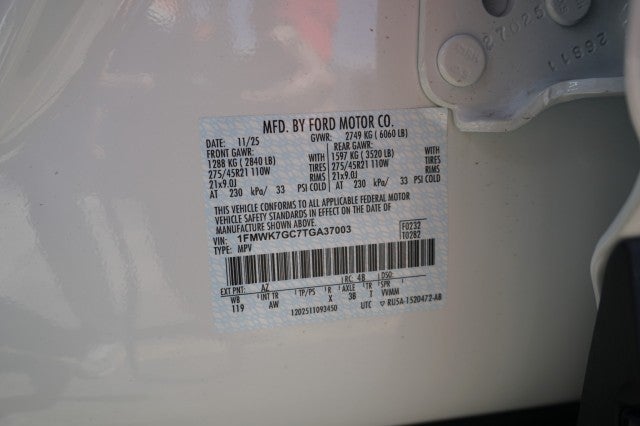 MFD. BY FORD MOTOR CO.
DATE: 11/25 GVWR: 2749 KG ( 6060 LB)
FRONT GAWR: REAR GAWR:
1288 KG ( 2840 LB) WITH 1597 KG ( 3520 LB) WITH
275/45R21 110W TIRES 275/45R21 110W TIRES
21x9.0J RIMS 21x9.0J RIMS
AT 230 kPa/ 33 PSI COLD AT 230 kPa/ 33 PSI COLD
THIS VEHICLE CONFORMS TO ALL APPLICABLE FEDERAL MOTOR
VEHICLE SAFETY STANDARDS IN EFFECT ON THE DATE OF
MANUFACTURE SHOWN ABOVE.
VIN: 1FMWK7GC7TGA37003 F0232
TYPE: MPV T0282
EXT PNT: AZ RC: 48 DSO:
WB INT TR TP/PS R AXLE TR SPR
119 AW X 3B T VVMM
1202511093450 UTC RU5A-1520472-AB
26911